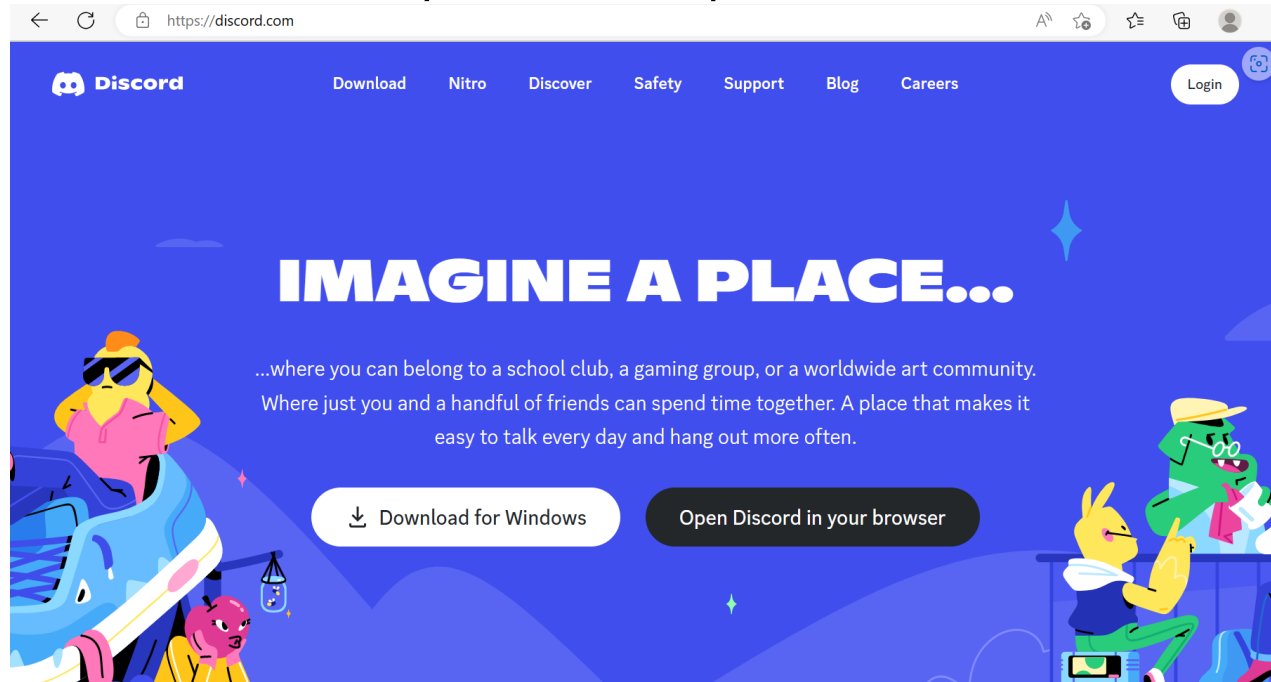 https://discord.com
Discord Download Nitro Discover Safety Support Blog Careers Login
IMAGINE A PLACE...
...where you can belong to a school club, a gaming group, or a worldwide art community.
Where just you and a handful of friends can spend time together. A place that makes it
easy to talk every day and hang out more often.
Download for Windows Open Discord in your browser